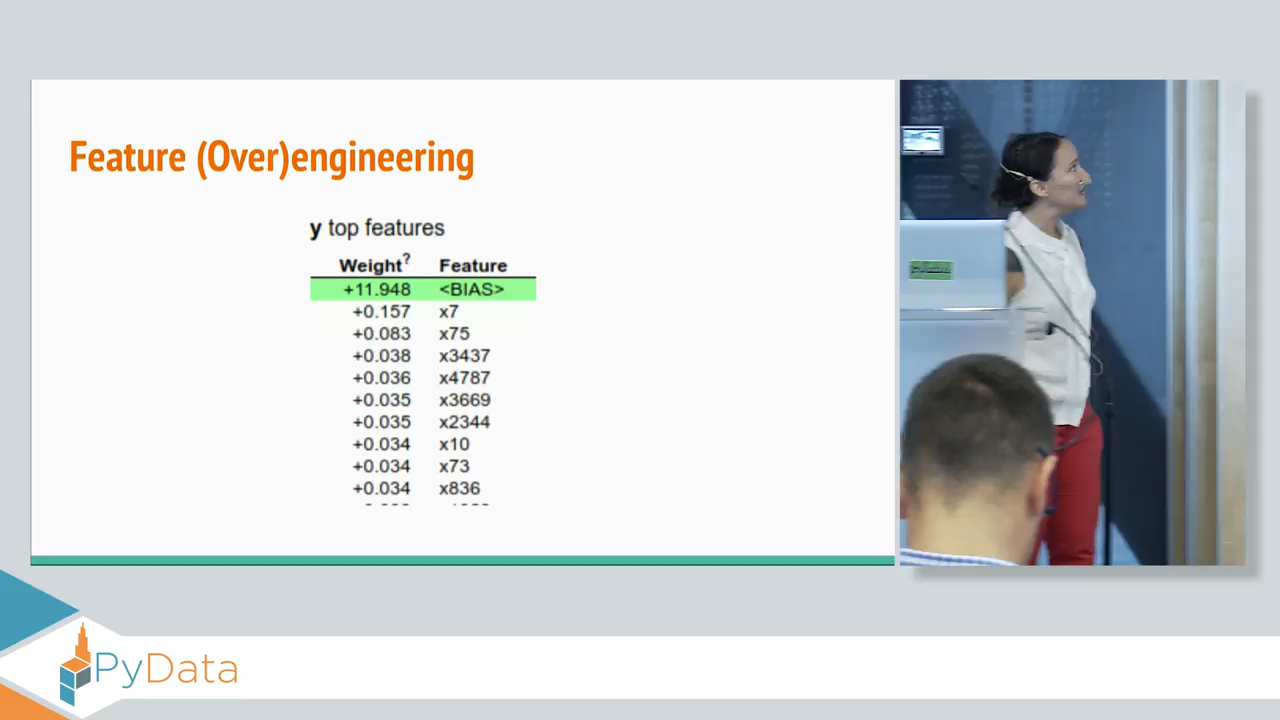 Feature (Over)engineering
y top features
Weight? Feature
+11.948 <BIAS>
+0.157 x7
+0.083 x75
+0.038 x3437
+0.036 x4787
+0.035 x3669
+0.035 x2344
+0.034 x10
+0.034 x73
+0.034 x836
PyData